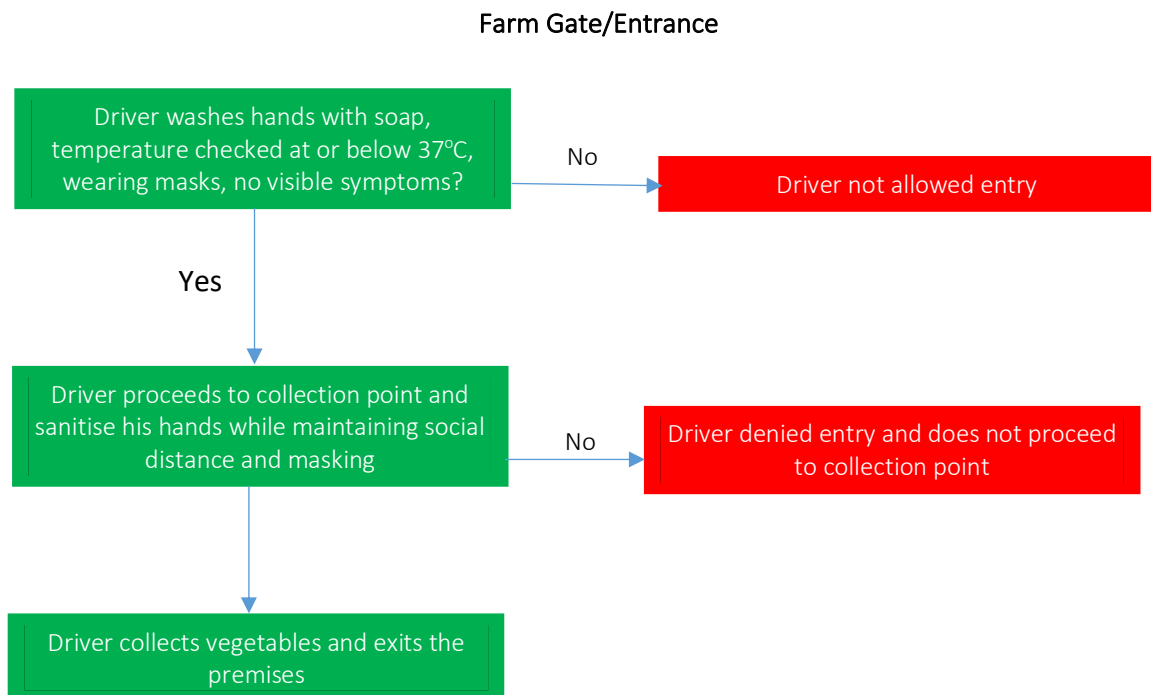 Farm Gate/Entrance
Driver washes hands with soap,
temperature checked at or below 37°C,
wearing masks, no visible symptoms?
No
Driver not allowed entry
Yes
Driver proceeds to collection point and
sanitise his hands while maintaining social
distance and masking
No
Driver denied entry and does not proceed
to collection point
Driver collects vegetables and exits the
premises